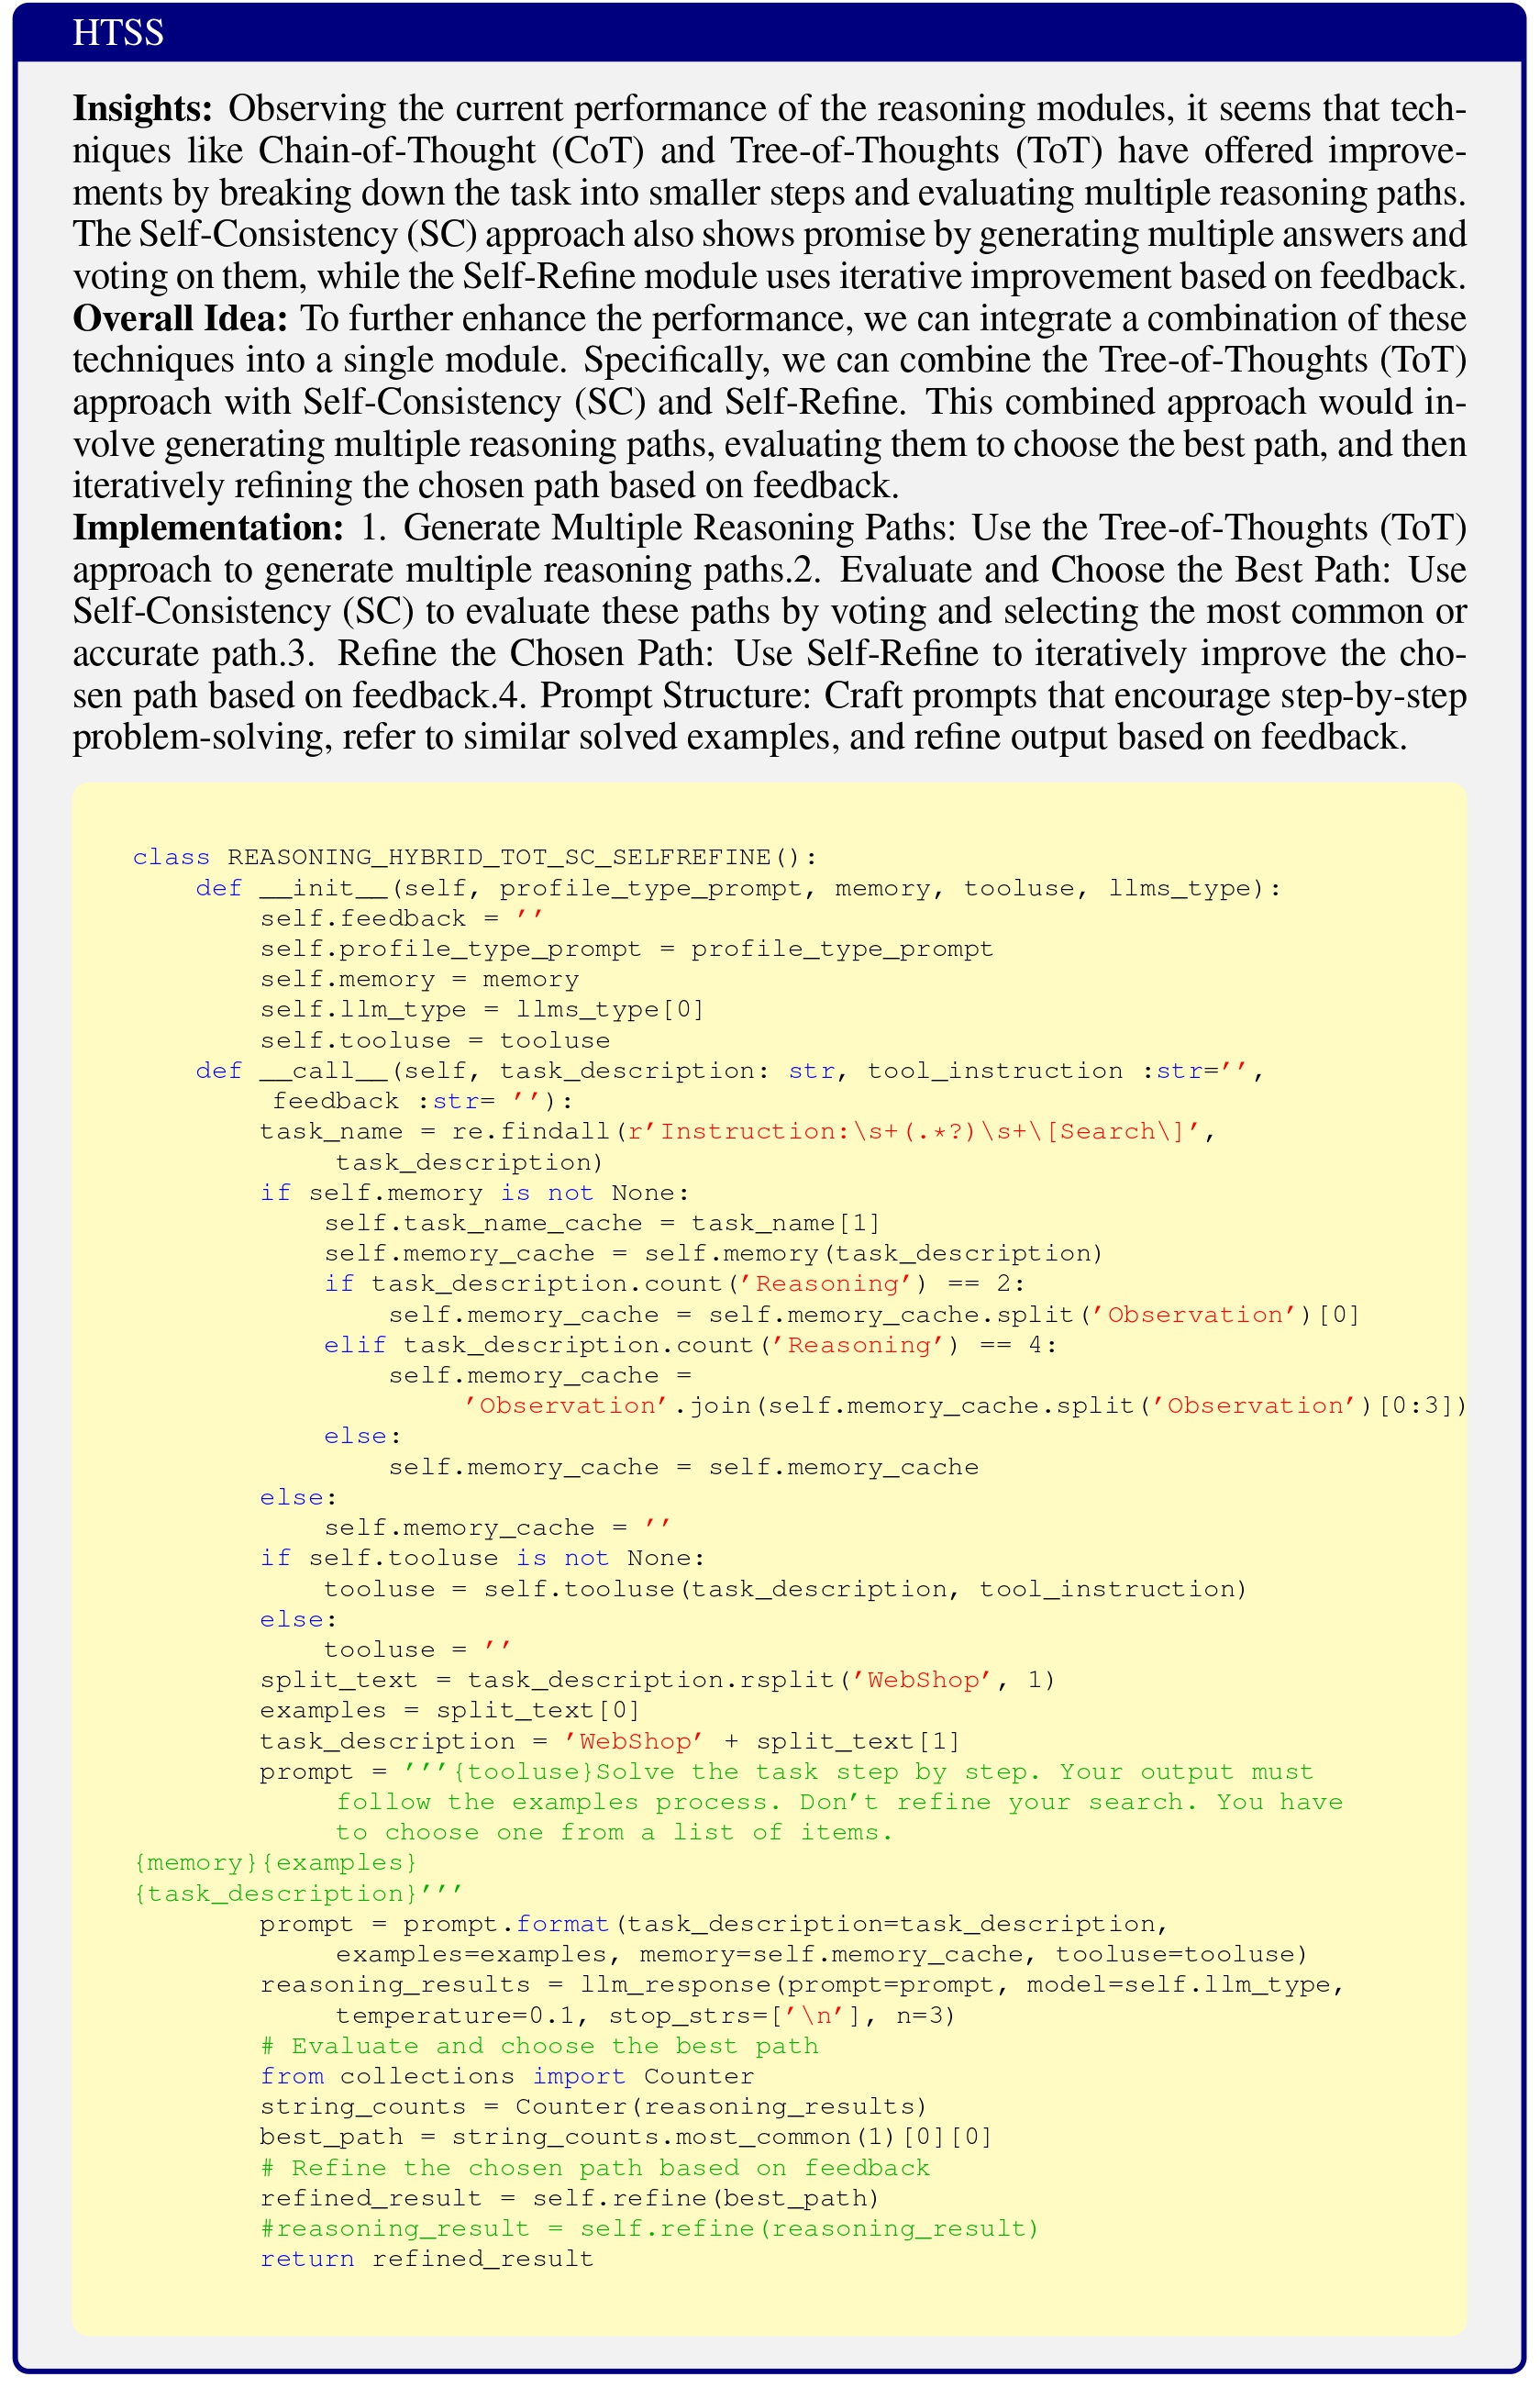 HTSS
Insights: Observing the current performance of the reasoning modules, it seems that tech-
niques like Chain-of-Thought (CoT) and Tree-of-Thoughts (ToT) have offered improve-
ments by breaking down the task into smaller steps and evaluating multiple reasoning paths.
The Self-Consistency (SC) approach also shows promise by generating multiple answers and
voting on them, while the Self-Refine module uses iterative improvement based on feedback.
Overall Idea: To further enhance the performance, we can integrate a combination of these
techniques into a single module. Specifically, we can combine the Tree-of-Thoughts (ToT)
approach with Self-Consistency (SC) and Self-Refine. This combined approach would in-
volve generating multiple reasoning paths, evaluating them to choose the best path, and then
iteratively refining the chosen path based on feedback.
Implementation: 1. Generate Multiple Reasoning Paths: Use the Tree-of-Thoughts (ToT)
approach to generate multiple reasoning paths.2. Evaluate and Choose the Best Path: Use
Self-Consistency (SC) to evaluate these paths by voting and selecting the most common or
accurate path.3. Refine the Chosen Path: Use Self-Refine to iteratively improve the cho-
sen path based on feedback.4. Prompt Structure: Craft prompts that encourage step-by-step
problem-solving, refer to similar solved examples, and refine output based on feedback.
class REASONING_HYBRID_TOT_SC_SELFREFINE():
    def __init__(self, profile_type_prompt, memory, tooluse, llms_type):
        self.feedback = ''
        self.profile_type_prompt = profile_type_prompt
        self.memory = memory
        self.llm_type = llms_type[0]
        self.tooluse = tooluse
    def __call__(self, task_description: str, tool_instruction :str='',
         feedback :str= ''):
        task_name = re.findall(r'Instruction:\s+(.*?)\s+\[Search\]',
             task_description)
        if self.memory is not None:
            self.task_name_cache = task_name[1]
            self.memory_cache = self.memory(task_description)
            if task_description.count('Reasoning') == 2:
                self.memory_cache = self.memory_cache.split('Observation')[0]
            elif task_description.count('Reasoning') == 4:
                self.memory_cache =
                     'Observation'.join(self.memory_cache.split('Observation')[0:3])
            else:
                self.memory_cache = self.memory_cache
        else:
            self.memory_cache = ''
        if self.tooluse is not None:
            tooluse = self.tooluse(task_description, tool_instruction)
        else:
            tooluse = ''
        split_text = task_description.rsplit('WebShop', 1)
        examples = split_text[0]
        task_description = 'WebShop' + split_text[1]
        prompt = '''{tooluse}Solve the task step by step. Your output must
             follow the examples process. Don't refine your search. You have
             to choose one from a list of items.
{memory}{examples}
{task_description}'''
        prompt = prompt.format(task_description=task_description,
             examples=examples, memory=self.memory_cache, tooluse=tooluse)
        reasoning_results = llm_response(prompt=prompt, model=self.llm_type,
             temperature=0.1, stop_strs=['\n'], n=3)
        # Evaluate and choose the best path
        from collections import Counter
        string_counts = Counter(reasoning_results)
        best_path = string_counts.most_common(1)[0][0]
        # Refine the chosen path based on feedback
        refined_result = self.refine(best_path)
        #reasoning_result = self.refine(reasoning_result)
        return refined_result